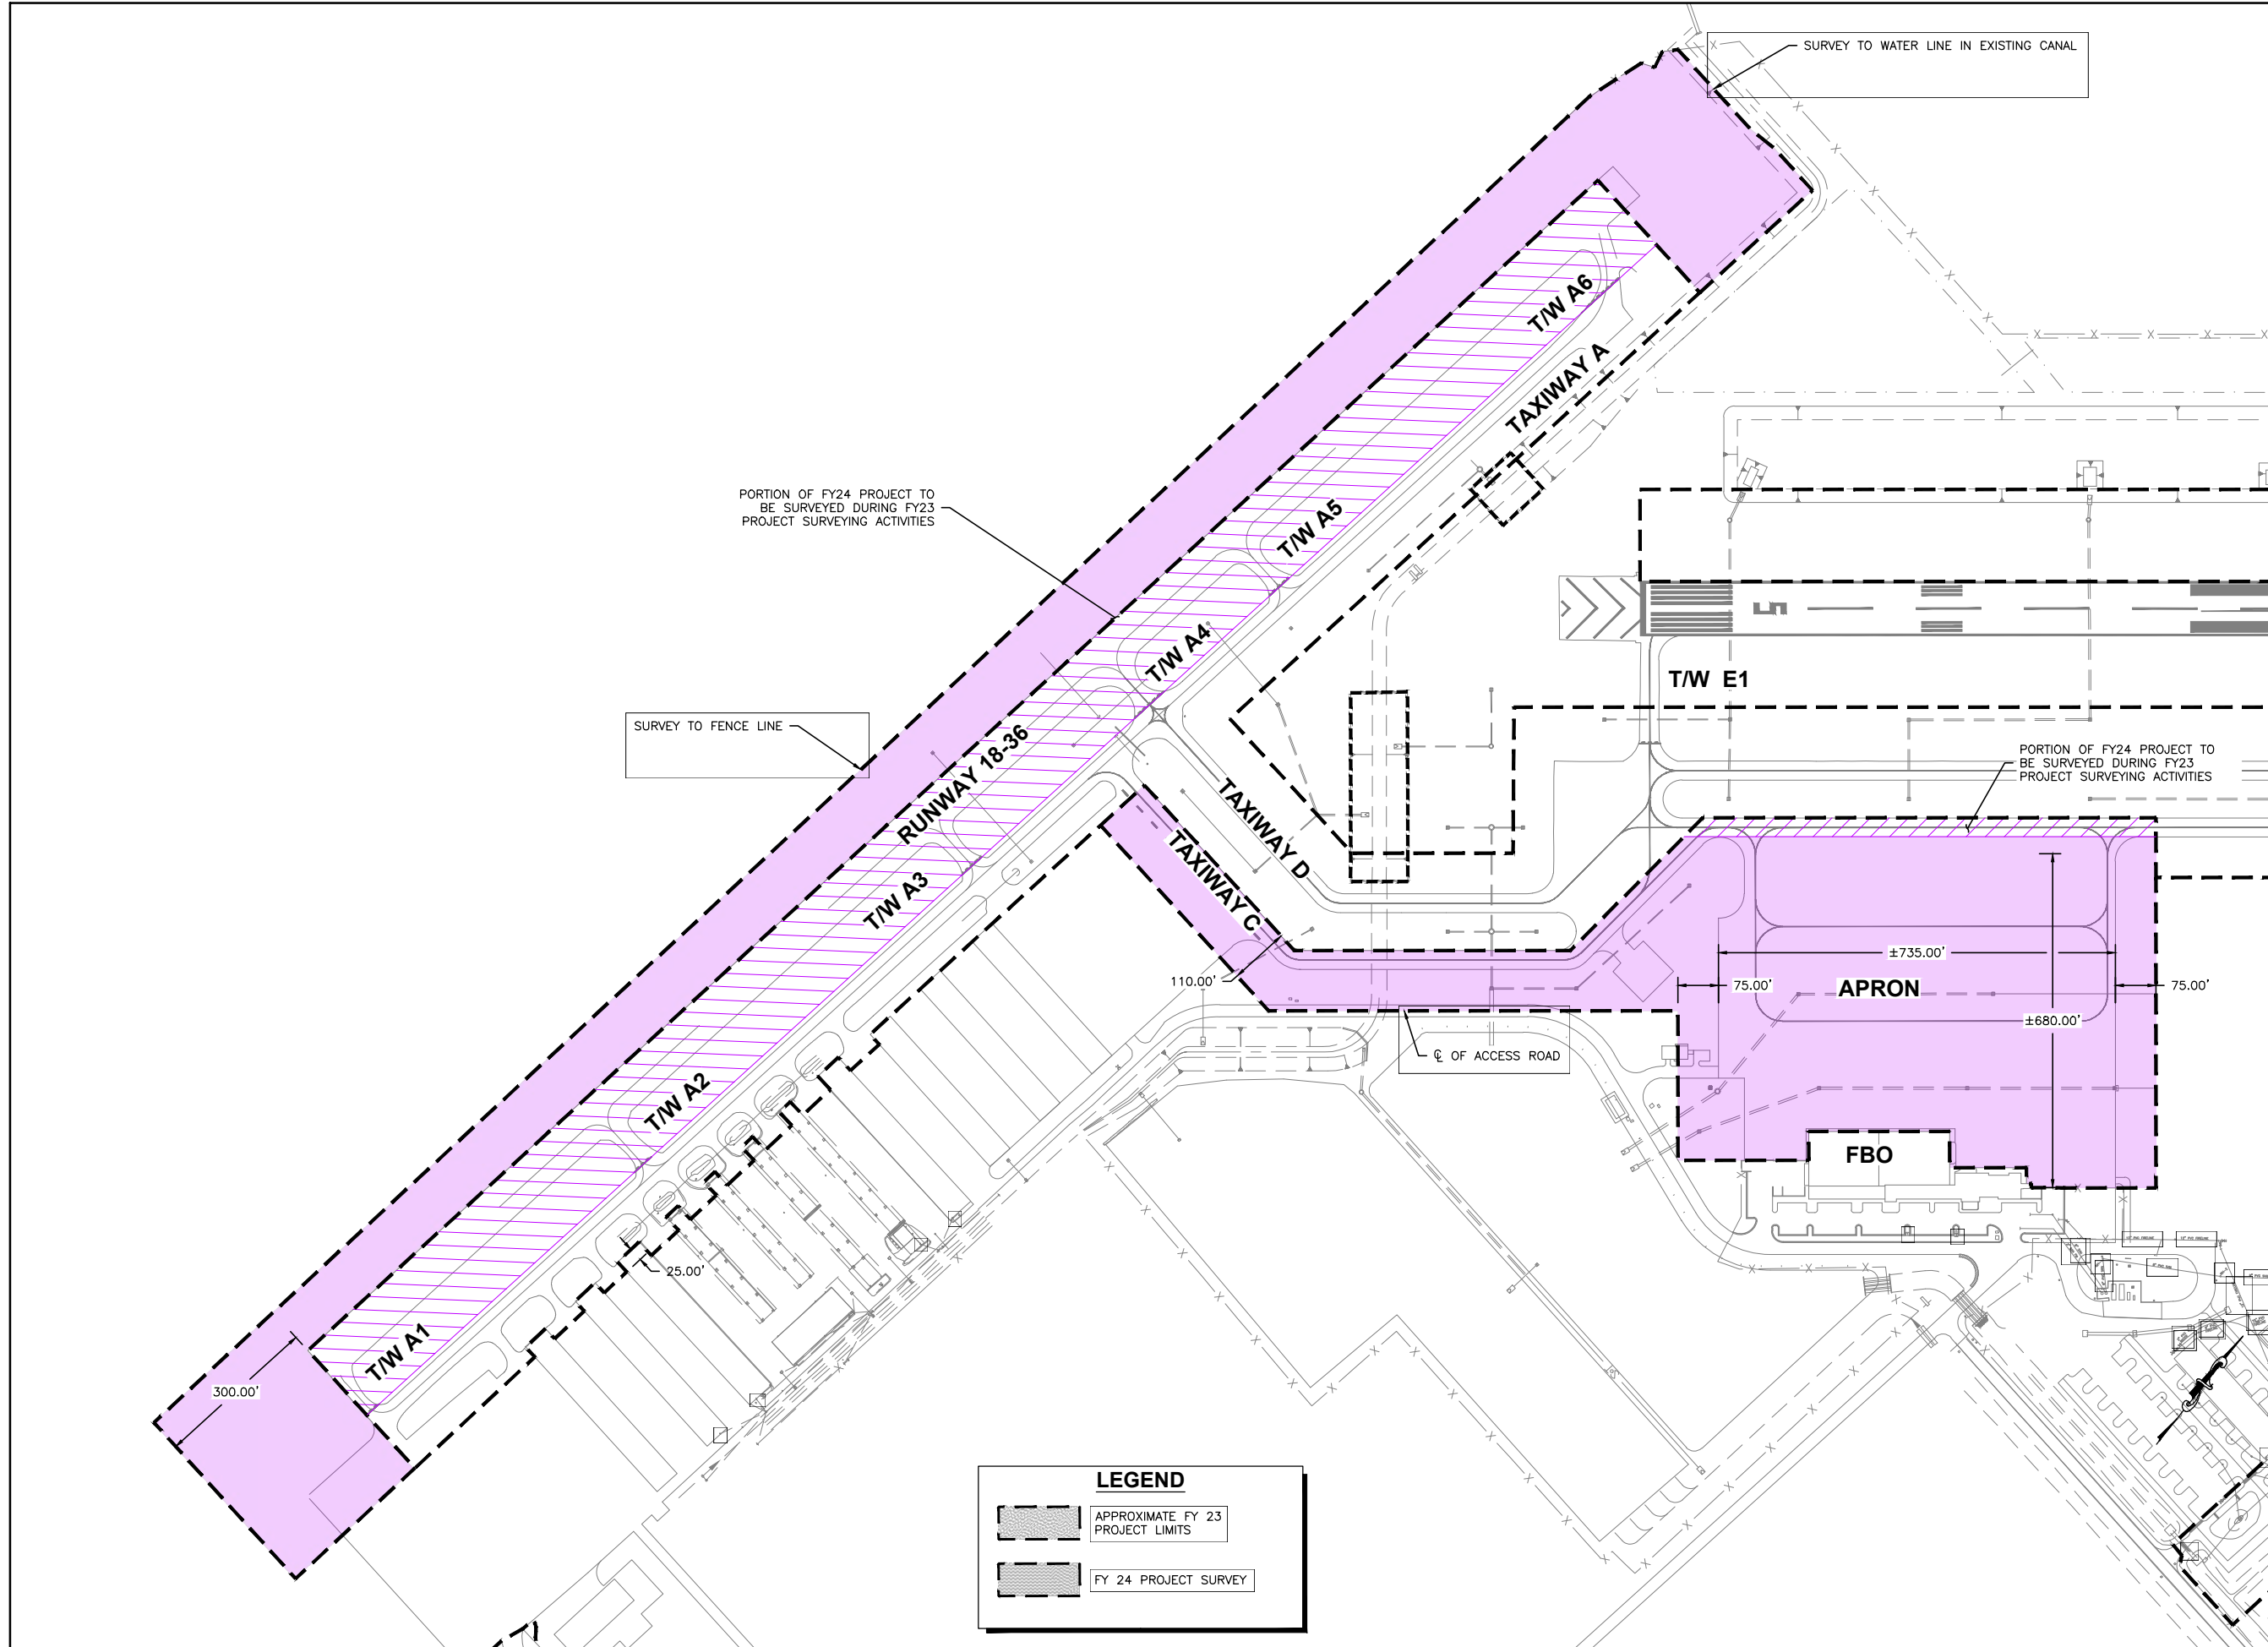 SURVEY TO WATER LINE IN EXISTING CANAL
T/W A6
TAXIWAY A
PORTION OF FY24 PROJECT TO
BE SURVEYED DURING FY23
PROJECT SURVEYING ACTIVITIES
T/W A5
5
T/W A4
T/W E1
SURVEY TO FENCE LINE
RUNWAY 18-36
PORTION OF FY24 PROJECT TO
BE SURVEYED DURING FY23
PROJECT SURVEYING ACTIVITIES
TAXIWAY D
TAXIWAY C
T/W A3
±735.00'
110.00'
75.00'
APRON
75.00'
±680.00'
℄ OF ACCESS ROAD
T/W A2
FBO
25.00'
T/W A1
300.00'
LEGEND
APPROXIMATE FY 23
PROJECT LIMITS
FY 24 PROJECT SURVEY